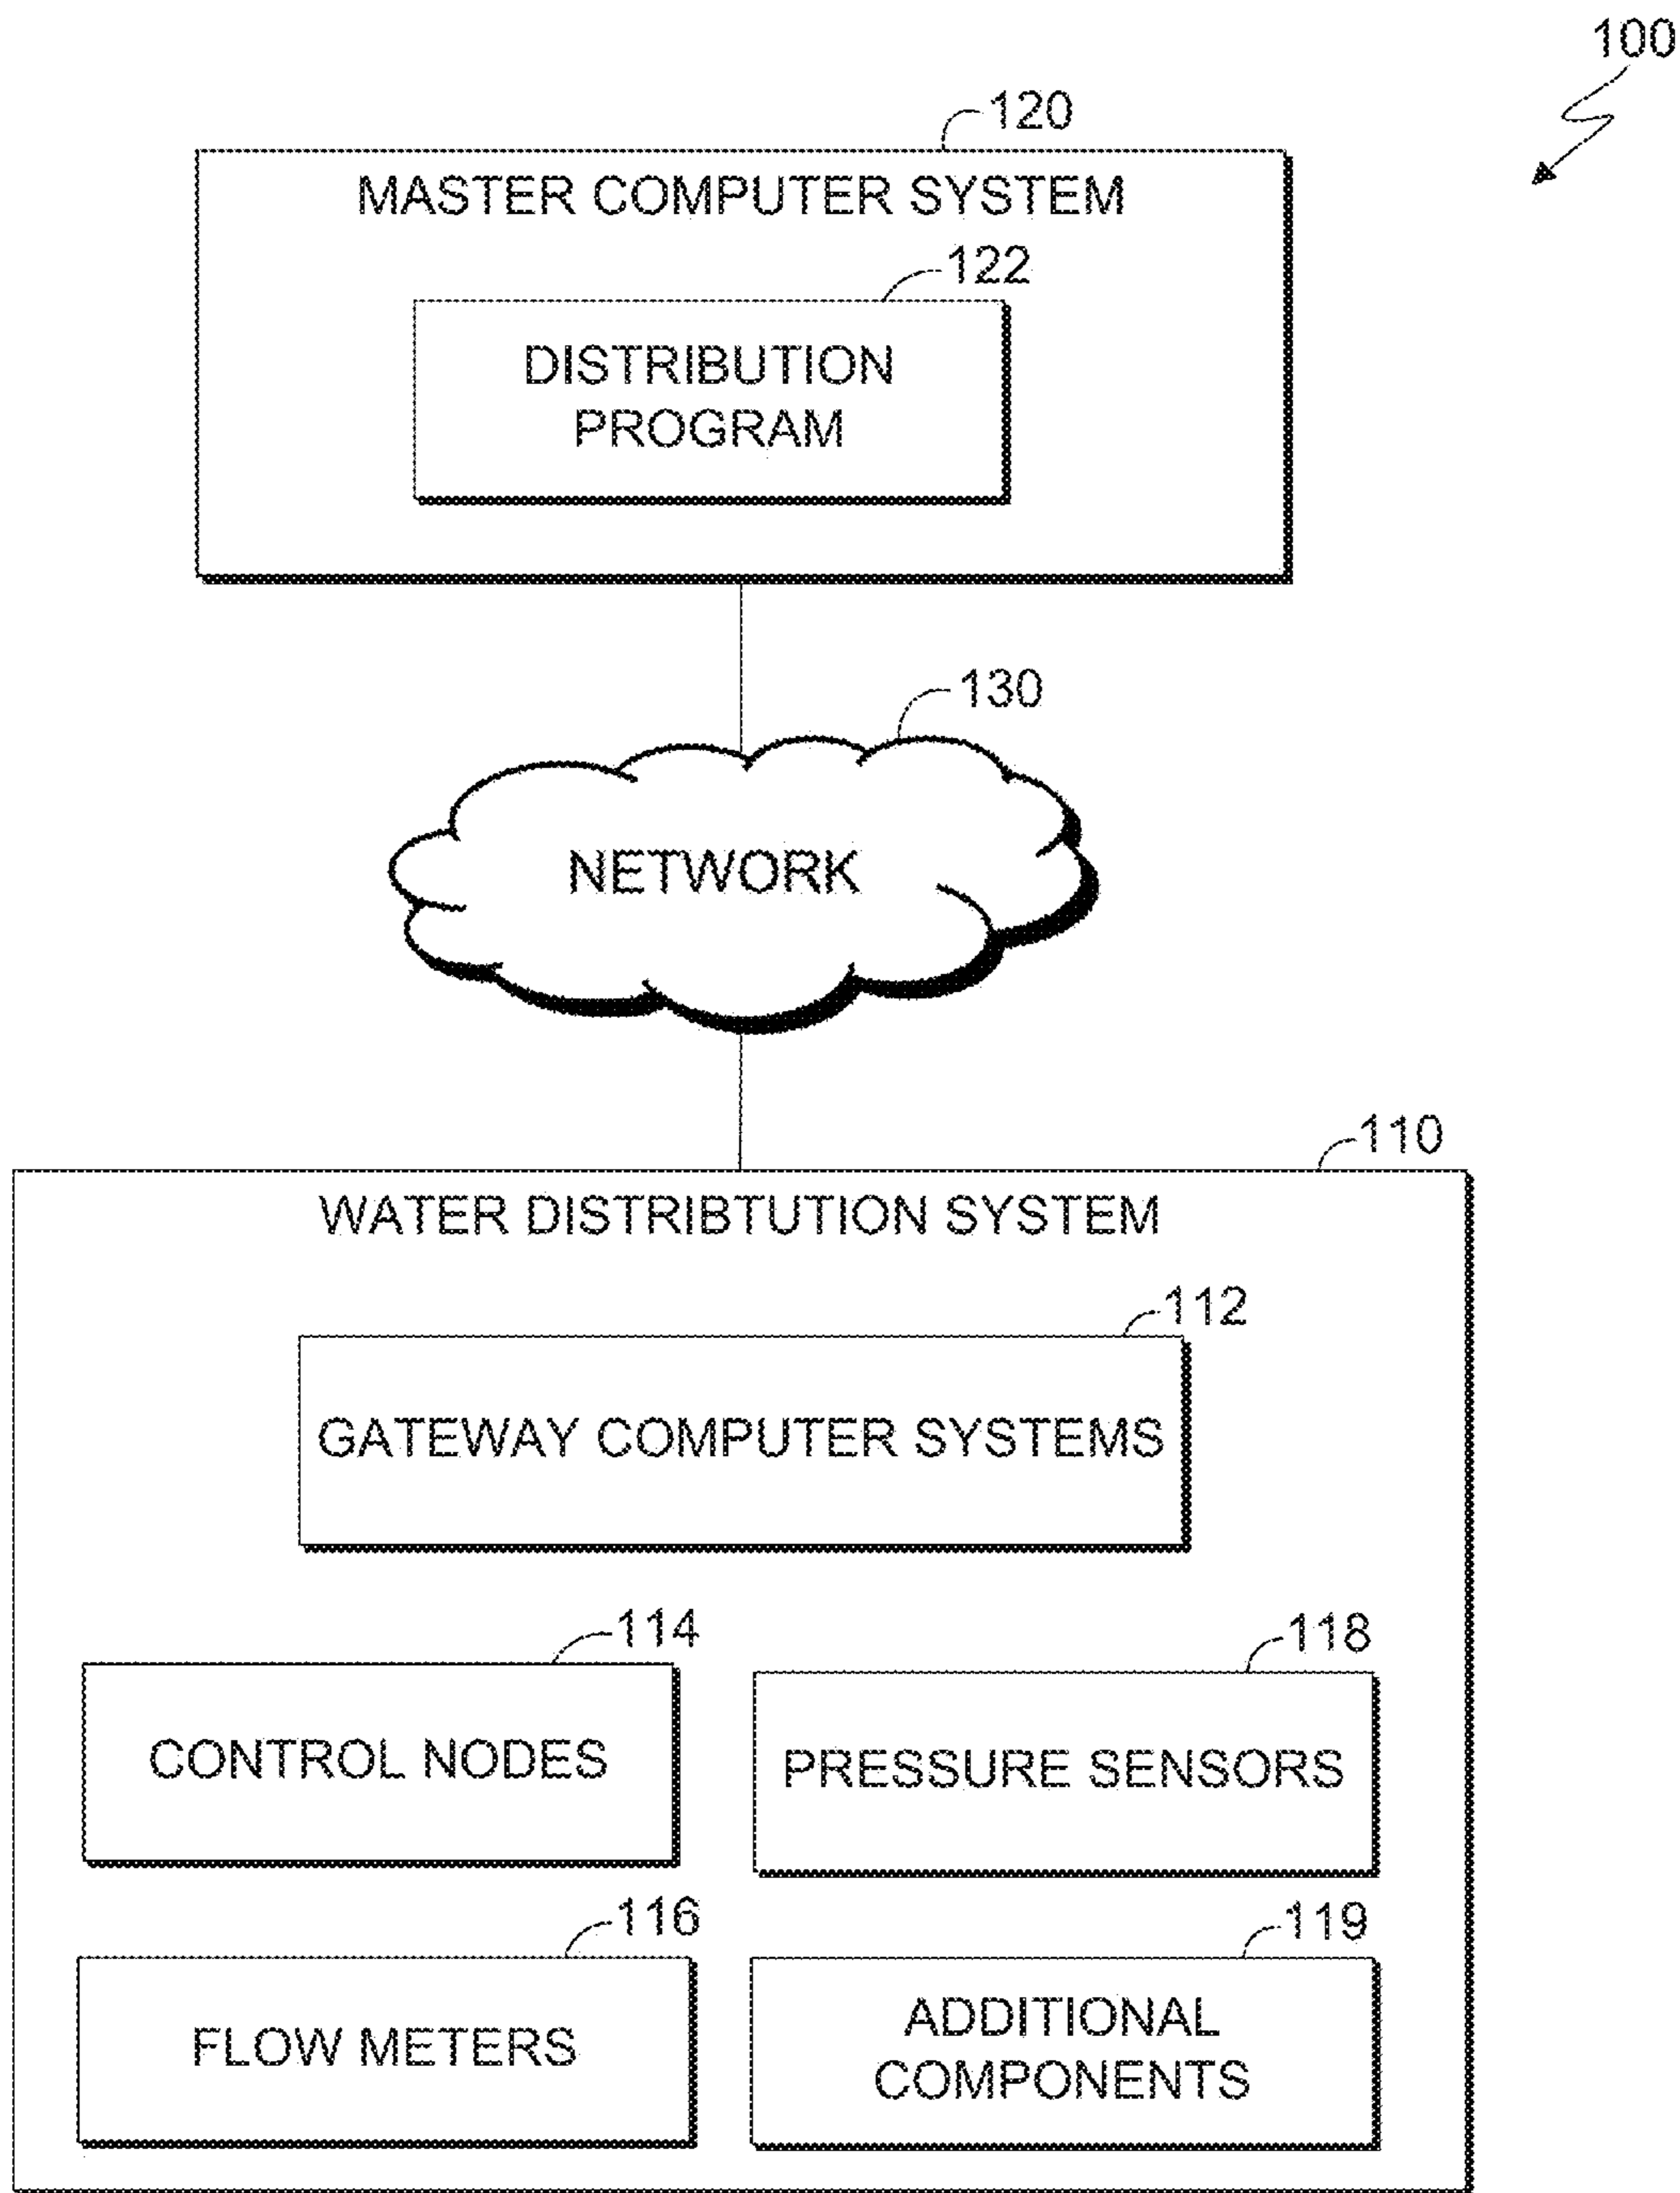 100
120
MASTER COMPUTER SYSTEM
122
DISTRIBUTION
PROGRAM
130
NETWORK
110
WATER DISTRIBTUTION SYSTEM
112
GATEWAY COMPUTER SYSTEMS
114
CONTROL NODES
118
PRESSURE SENSORS
116
FLOW METERS
119
ADDITIONAL
COMPONENTS